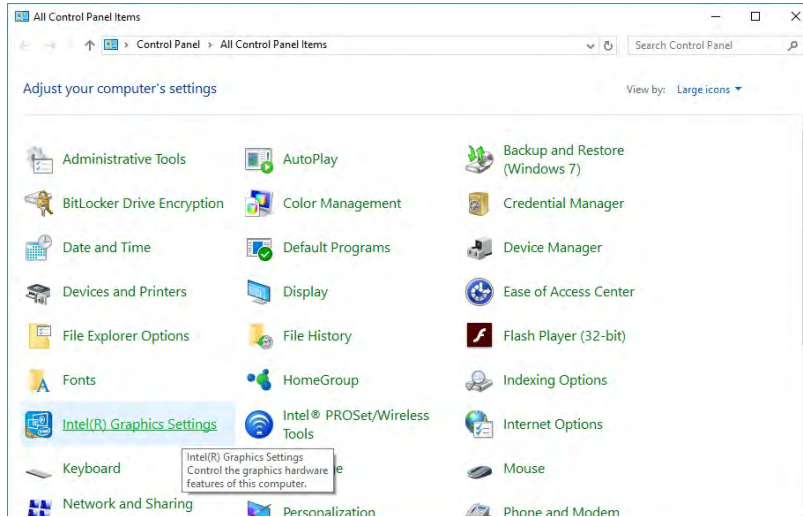 All Control Panel Items
Control Panel > All Control Panel Items
Search Control Panel
Adjust your computer's settings
View by: Large icons
Administrative Tools
AutoPlay
Backup and Restore
(Windows 7)
BitLocker Drive Encryption
Color Management
Credential Manager
Date and Time
Default Programs
Device Manager
Devices and Printers
Display
Ease of Access Center
File Explorer Options
File History
Flash Player (32-bit)
Fonts
HomeGroup
Indexing Options
Intel(R) Graphics Settings
Intel® PROSet/Wireless
Tools
Internet Options
Intel(R) Graphics Settings
Control the graphics hardware
features of this computer.
Keyboard
Mouse
Network and Sharing
Personalization
Phone and Modem